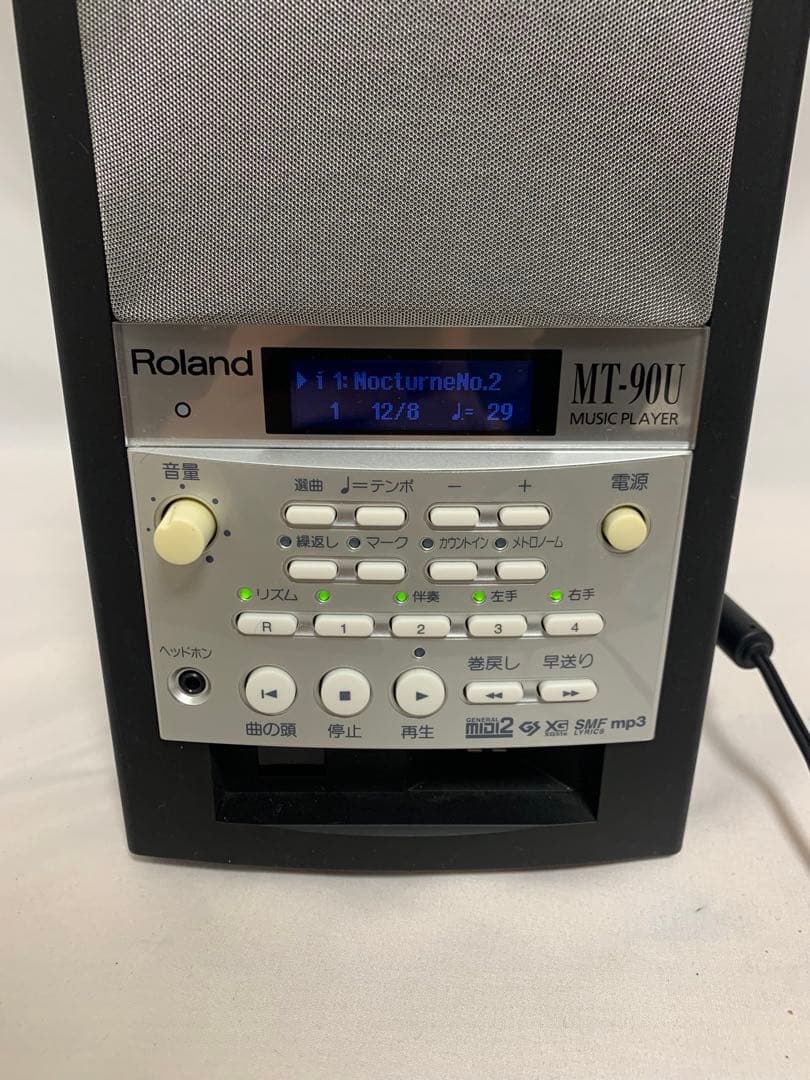 Roland
▶ i 1: NocturneNo.2
1 12/8 ♩.= 29
MT-90U
MUSIC PLAYER
音量
選曲 ♩=テンポ － ＋
電源
繰返し マーク カウントイン メトロノーム
リズム 伴奏 左手 右手
R 1 2 3 4
ヘッドホン
巻戻し 早送り
曲の頭 停止 再生
GENERAL MIDI2 GS XG SMF LYRICS mp3